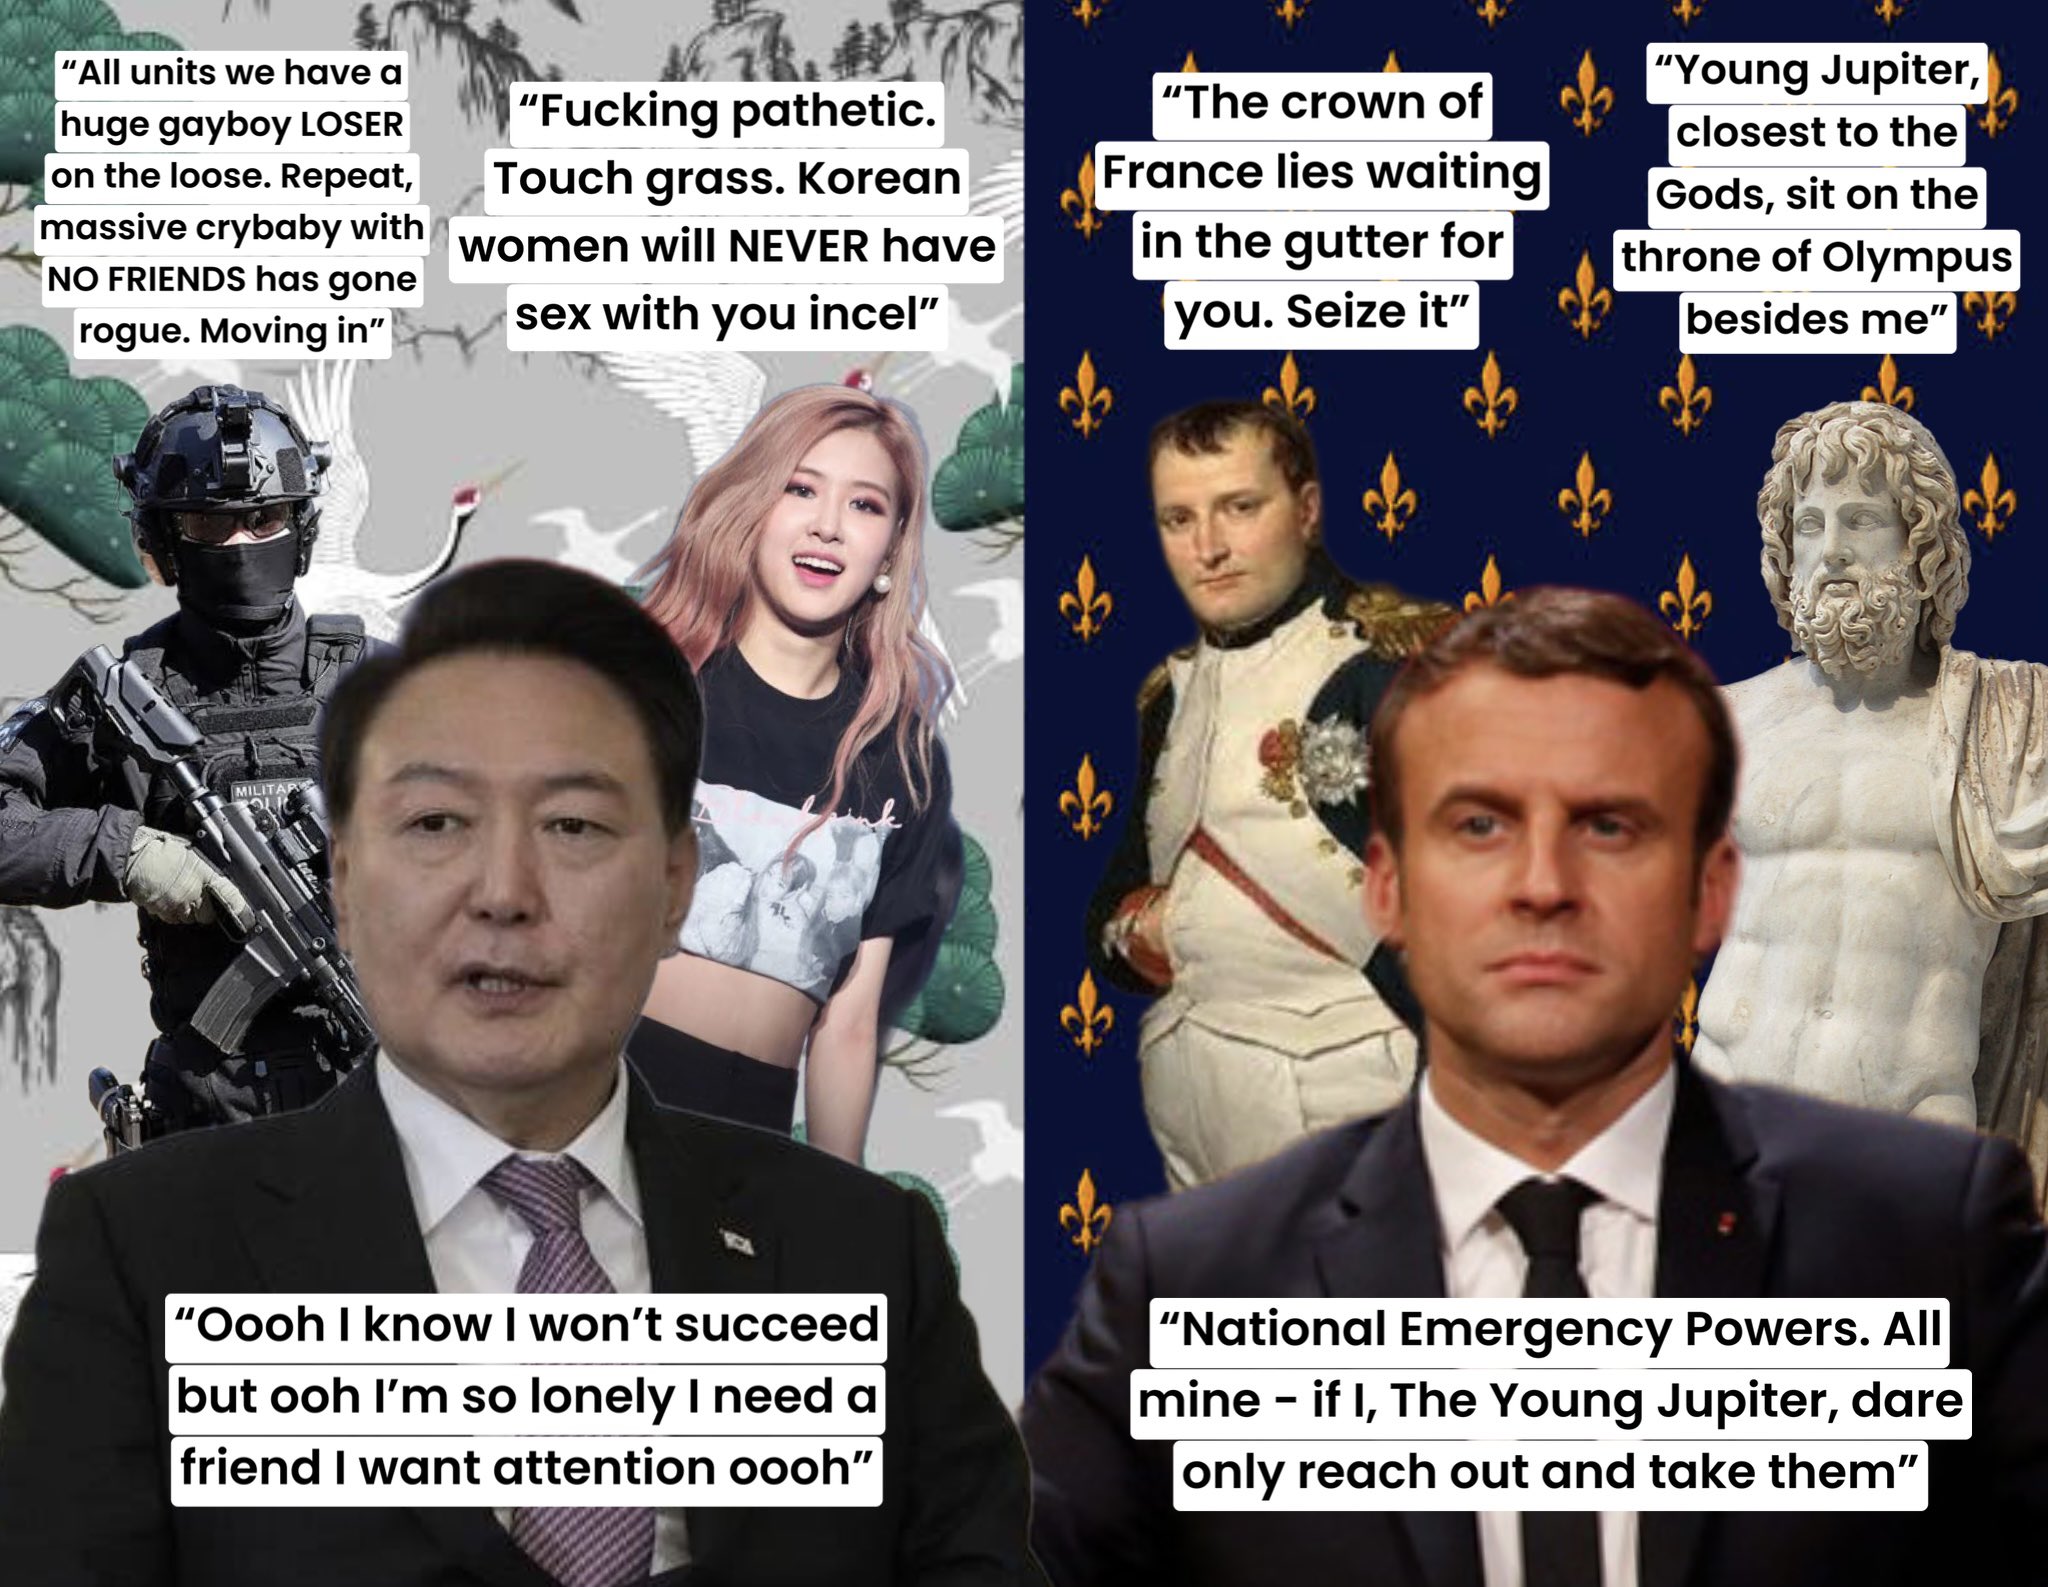 “All units we have a
huge gayboy LOSER
on the loose. Repeat,
massive crybaby with
NO FRIENDS has gone
rogue. Moving in”
“Fucking pathetic.
Touch grass. Korean
women will NEVER have
sex with you incel”
“The crown of
France lies waiting
in the gutter for
you. Seize it”
“Young Jupiter,
closest to the
Gods, sit on the
throne of Olympus
besides me”
MILITARY
Blackpink
“Oooh I know I won’t succeed
but ooh I’m so lonely I need a
friend I want attention oooh”
“National Emergency Powers. All
mine - if I, The Young Jupiter, dare
only reach out and take them”